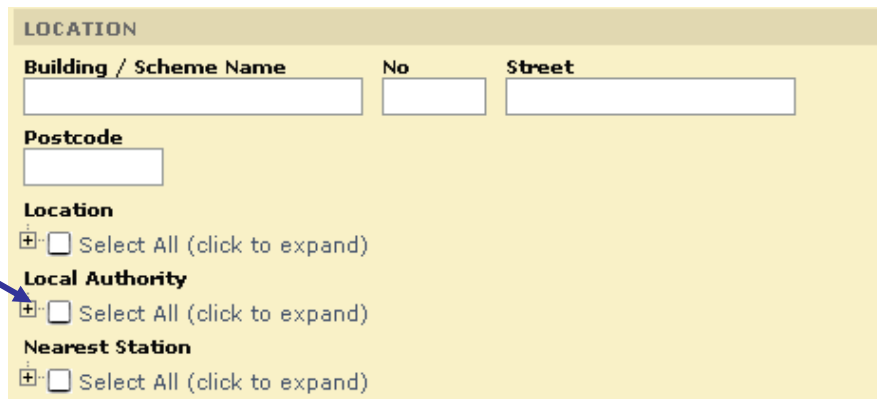 LOCATION
Building / Scheme Name No Street
Postcode
Location
Select All (click to expand)
Local Authority
Select All (click to expand)
Nearest Station
Select All (click to expand)